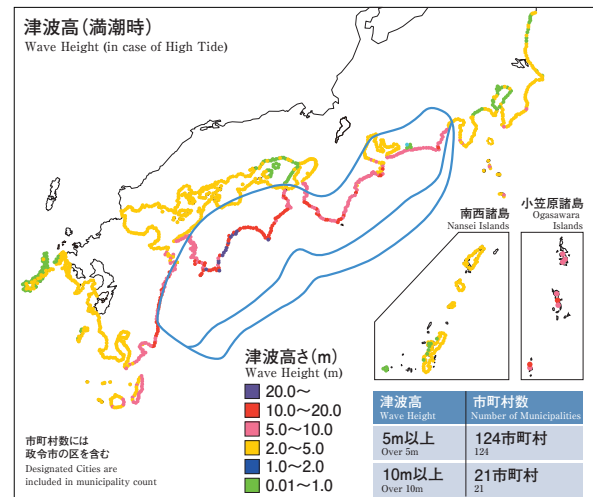 津波高（満潮時）
Wave Height (in case of High Tide)
南西諸島
Nansei Islands
小笠原諸島
Ogasawara
Islands
津波高さ(m)
Wave Height (m)
20.0～
10.0～20.0
5.0～10.0
2.0～5.0
1.0～2.0
0.01～1.0
市町村数には
政令市の区を含む
Designated Cities are
included in municipality count
津波高 市町村数
Wave Height Number of Municipalities
5m以上 124市町村
Over 5m 124
10m以上 21市町村
Over 10m 21